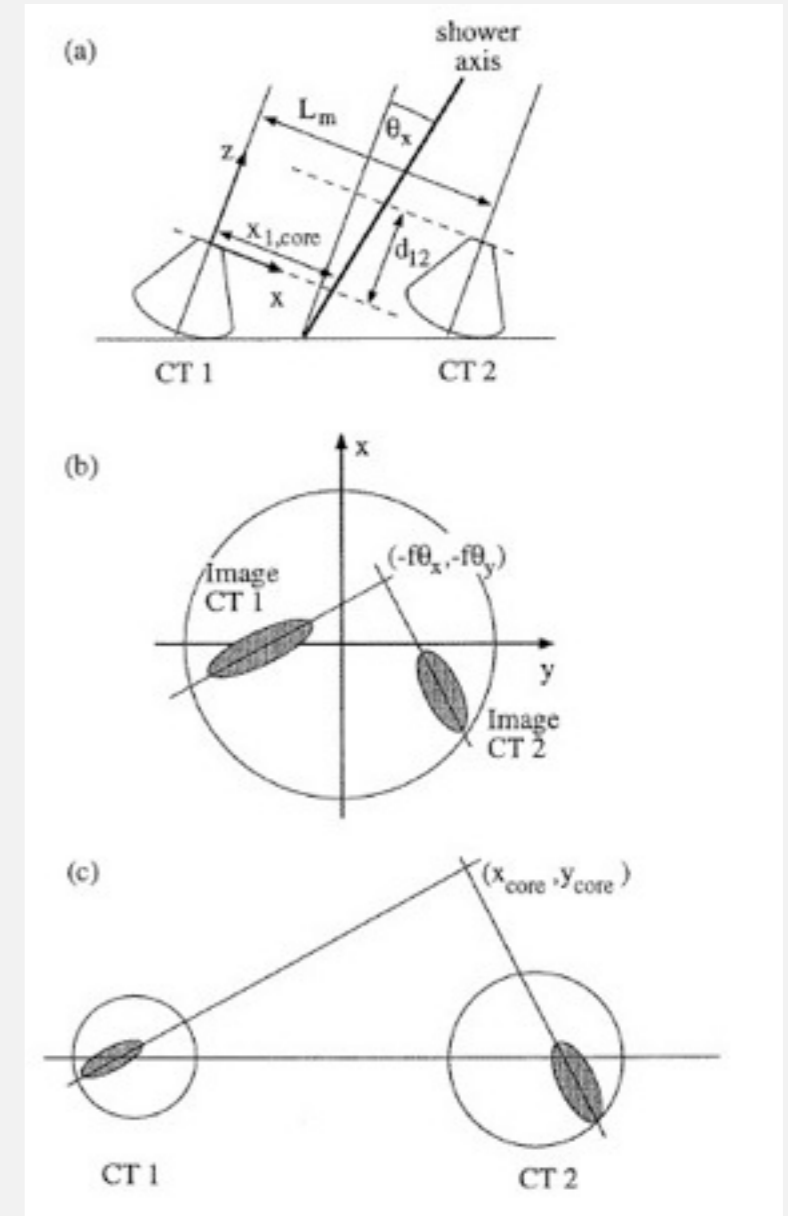 (a)
shower
axis
L_m
θ_x
z
x_1,core
d_12
x
CT 1
CT 2
(b)
x
(-fθ_x,-fθ_y)
Image
CT 1
y
Image
CT 2
(c)
(x_core ,y_core )
CT 1
CT 2